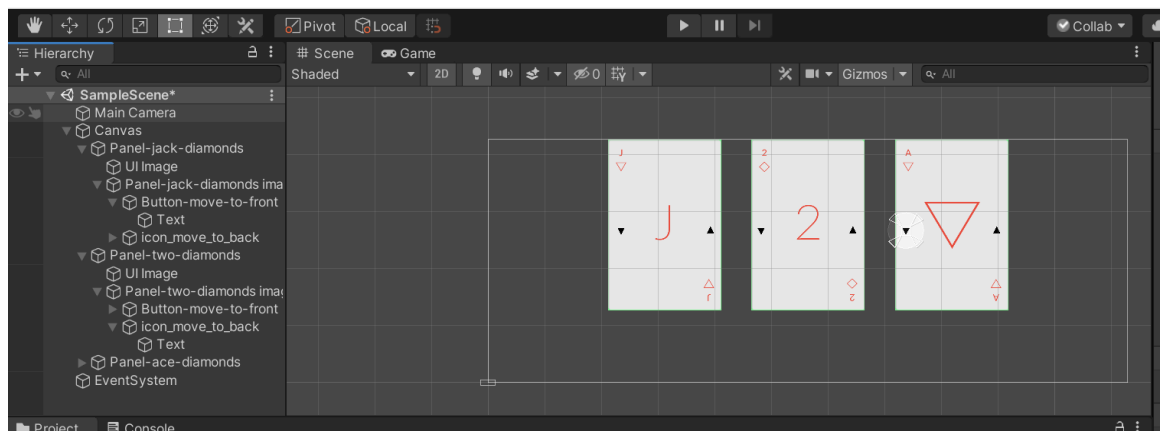 Pivot Local Collab
Hierarchy # Scene Game
All Shaded 2D 0 Gizmos All
SampleScene*
Main Camera
Canvas
Panel-jack-diamonds
UI Image
Panel-jack-diamonds ima
Button-move-to-front
Text
icon_move_to_back
Panel-two-diamonds
UI Image
Panel-two-diamonds imag
Button-move-to-front
icon_move_to_back
Text
Panel-ace-diamonds
EventSystem
J 2 A
J 2
J 2 A
Project Console